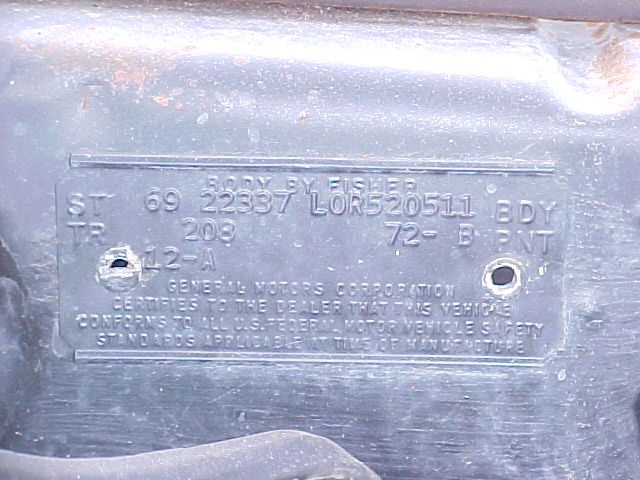 BODY BY FISHER
ST 69 22337 LOR520511 BDY
TR 208 72- B PNT
12-A
GENERAL MOTORS CORPORATION
CERTIFIES TO THE DEALER THAT THIS VEHICLE
CONFORMS TO ALL U.S. FEDERAL MOTOR VEHICLE SAFETY
STANDARDS APPLICABLE AT TIME OF MANUFACTURE